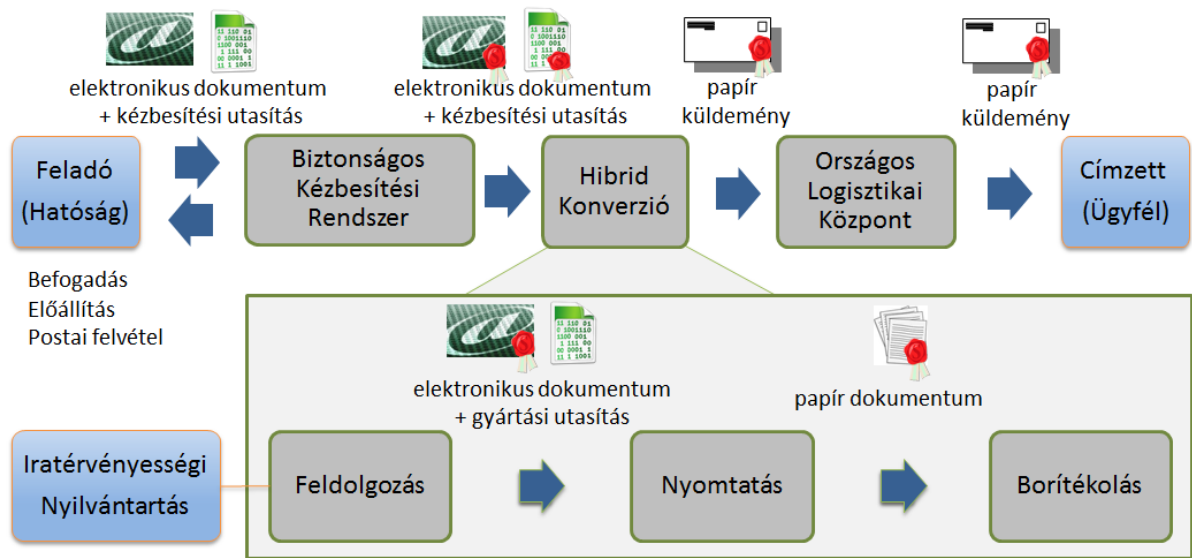 elektronikus dokumentum
+ kézbesítési utasítás
elektronikus dokumentum
+ kézbesítési utasítás
papír
küldemény
papír
küldemény
Feladó
(Hatóság)
Biztonságos
Kézbesítési
Rendszer
Hibrid
Konverzió
Országos
Logisztikai
Központ
Címzett
(Ügyfél)
Befogadás
Előállítás
Postai felvétel
elektronikus dokumentum
+ gyártási utasítás
papír dokumentum
Iratérvényességi
Nyilvántartás
Feldolgozás
Nyomtatás
Borítékolás